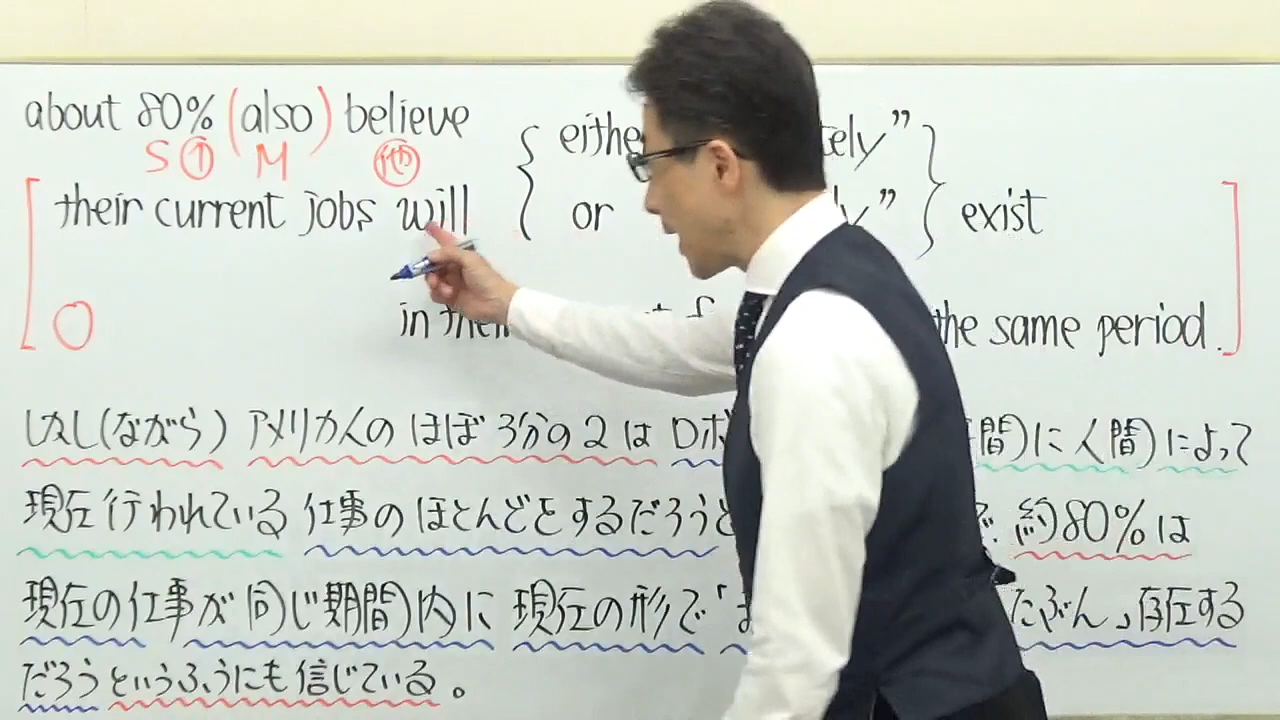 about 80% (also) believe
S ① M 他
{ either tely" }
[ their current jobs will { or ly" } exist ]
O in their the same period.
しかし(ながら) アメリカ人の ほぼ 3分の2 は ロボ 間)に 人間)によって
現在 行われている 仕事の ほとんどをするだろうと 約80%は
現在の 仕事が 同じ期間)内に 現在の形で「 たぶん」存在する
だろう というふうにも 信じている。